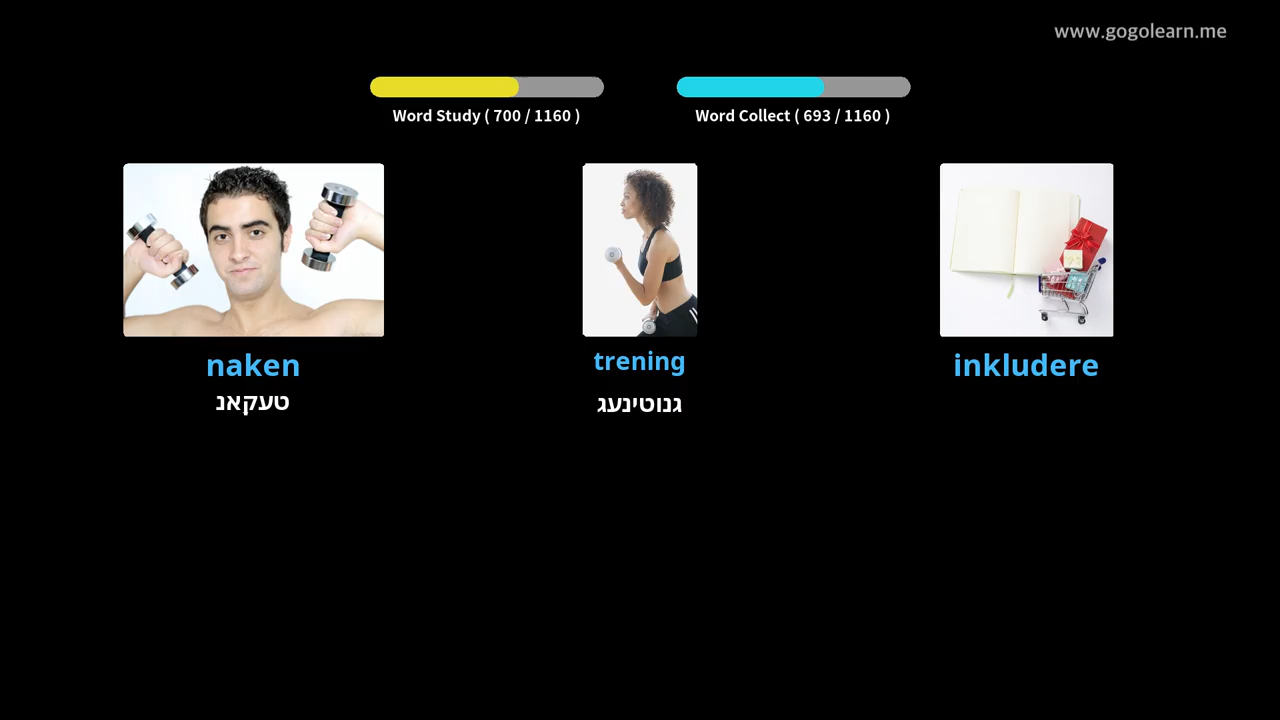 www.gogolearn.me
Word Study ( 700 / 1160 )
Word Collect ( 693 / 1160 )
naken
טעקאנ
trening
גנוטינעג
inkludere